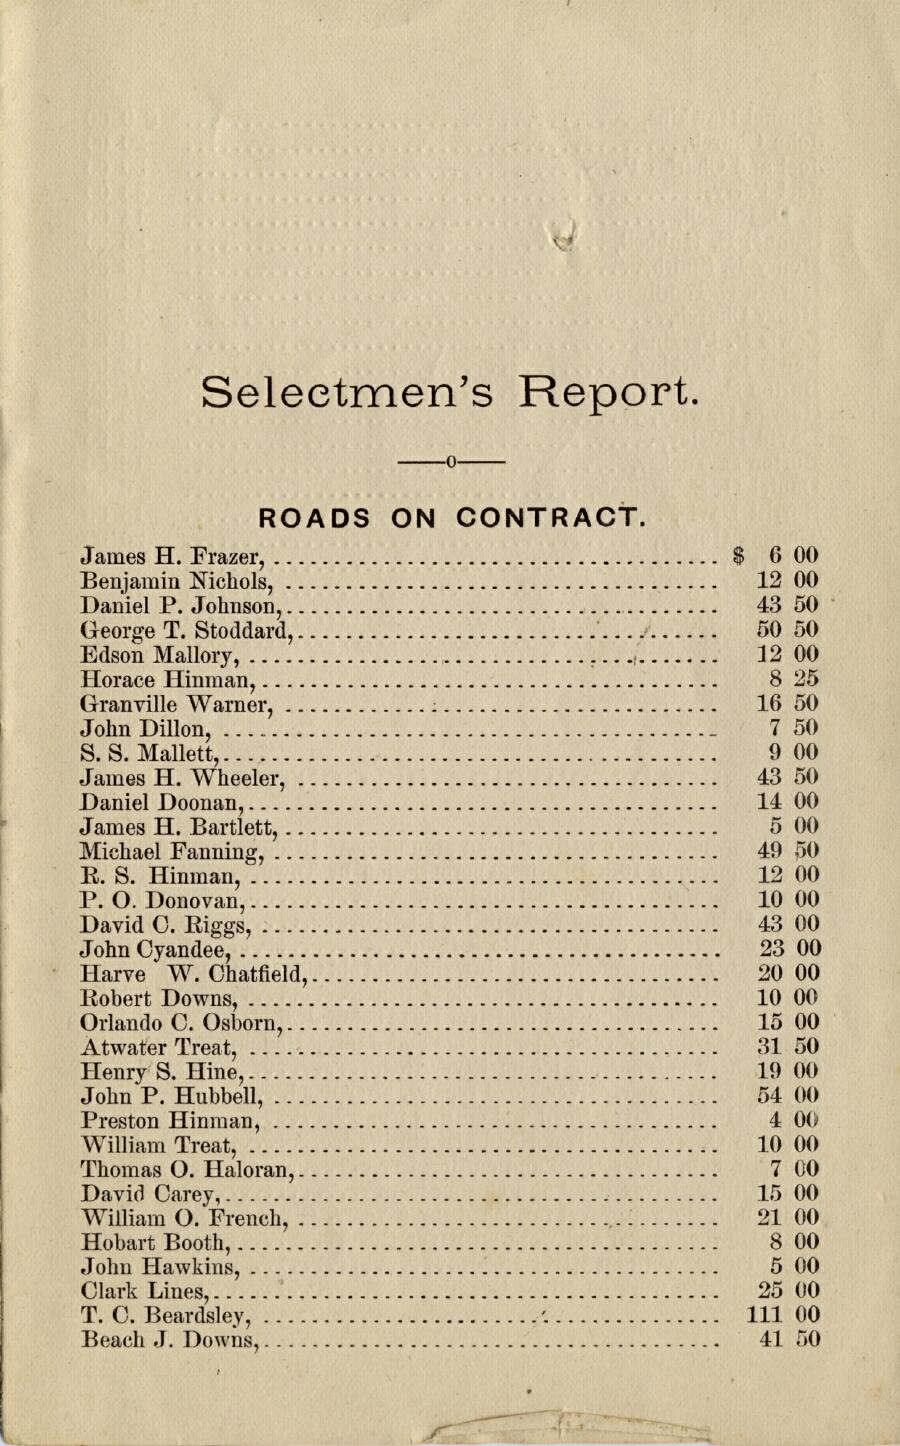 Selectmen's Report.
—o—
ROADS ON CONTRACT.
James H. Frazer, ........ $ 6 00
Benjamin Nichols, ........ 12 00
Daniel P. Johnson, ........ 43 50
George T. Stoddard, ........ 50 50
Edson Mallory, ........ 12 00
Horace Hinman, ........ 8 25
Granville Warner, ........ 16 50
John Dillon, ........ 7 50
S. S. Mallett, ........ 9 00
James H. Wheeler, ........ 43 50
Daniel Doonan, ........ 14 00
James H. Bartlett, ........ 5 00
Michael Fanning, ........ 49 50
R. S. Hinman, ........ 12 00
P. O. Donovan, ........ 10 00
David C. Riggs, ........ 43 00
John Cyandee, ........ 23 00
Harve W. Chatfield, ........ 20 00
Robert Downs, ........ 10 00
Orlando C. Osborn, ........ 15 00
Atwater Treat, ........ 31 50
Henry S. Hine, ........ 19 00
John P. Hubbell, ........ 54 00
Preston Hinman, ........ 4 00
William Treat, ........ 10 00
Thomas O. Haloran, ........ 7 00
David Carey, ........ 15 00
William O. French, ........ 21 00
Hobart Booth, ........ 8 00
John Hawkins, ........ 5 00
Clark Lines, ........ 25 00
T. C. Beardsley, ........ 111 00
Beach J. Downs, ........ 41 50